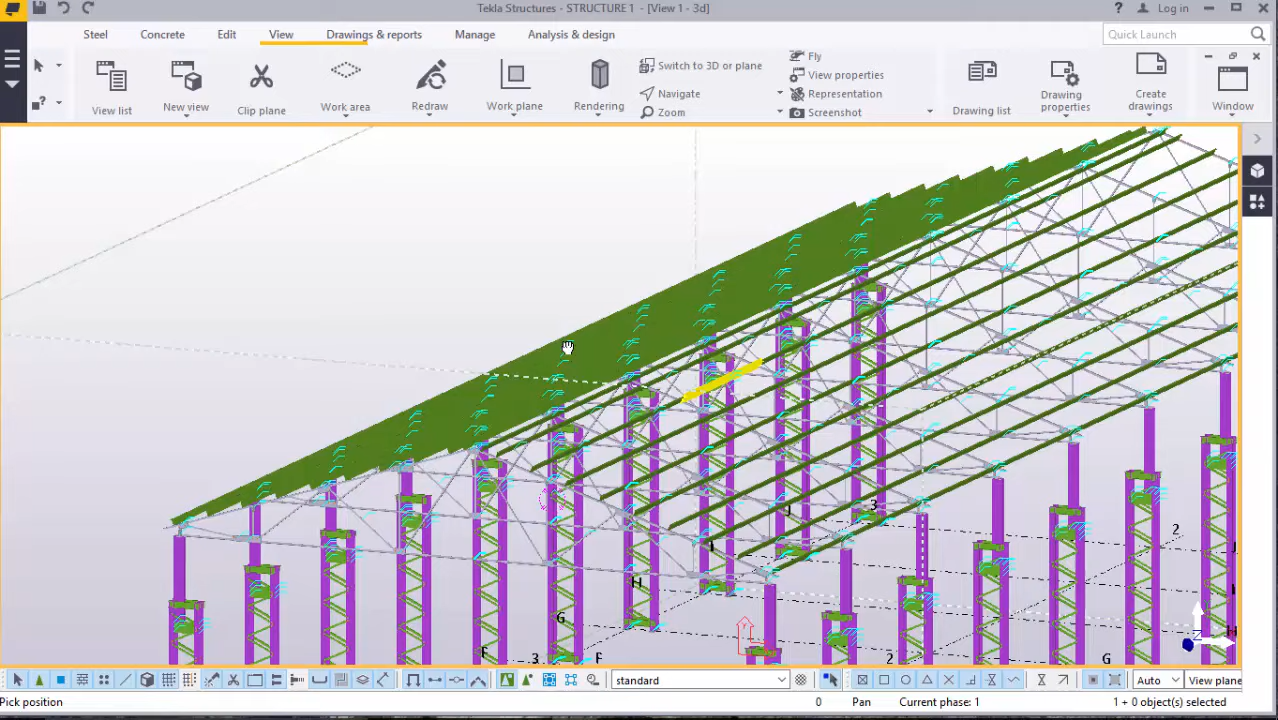 Tekla Structures - STRUCTURE 1 - [View 1 - 3d]
Log in
Steel
Concrete
Edit
View
Drawings & reports
Manage
Analysis & design
Quick Launch
View list
New view
Clip plane
Work area
Redraw
Work plane
Rendering
Switch to 3D or plane
Navigate
Zoom
Fly
View properties
Representation
Screenshot
Drawing list
Drawing properties
Create drawings
Window
J
3
2
I
H
G
F
3
F
2
G
H
Z
standard
Auto
View plane
Pick position
0
Pan
Current phase: 1
1 + 0 object(s) selected